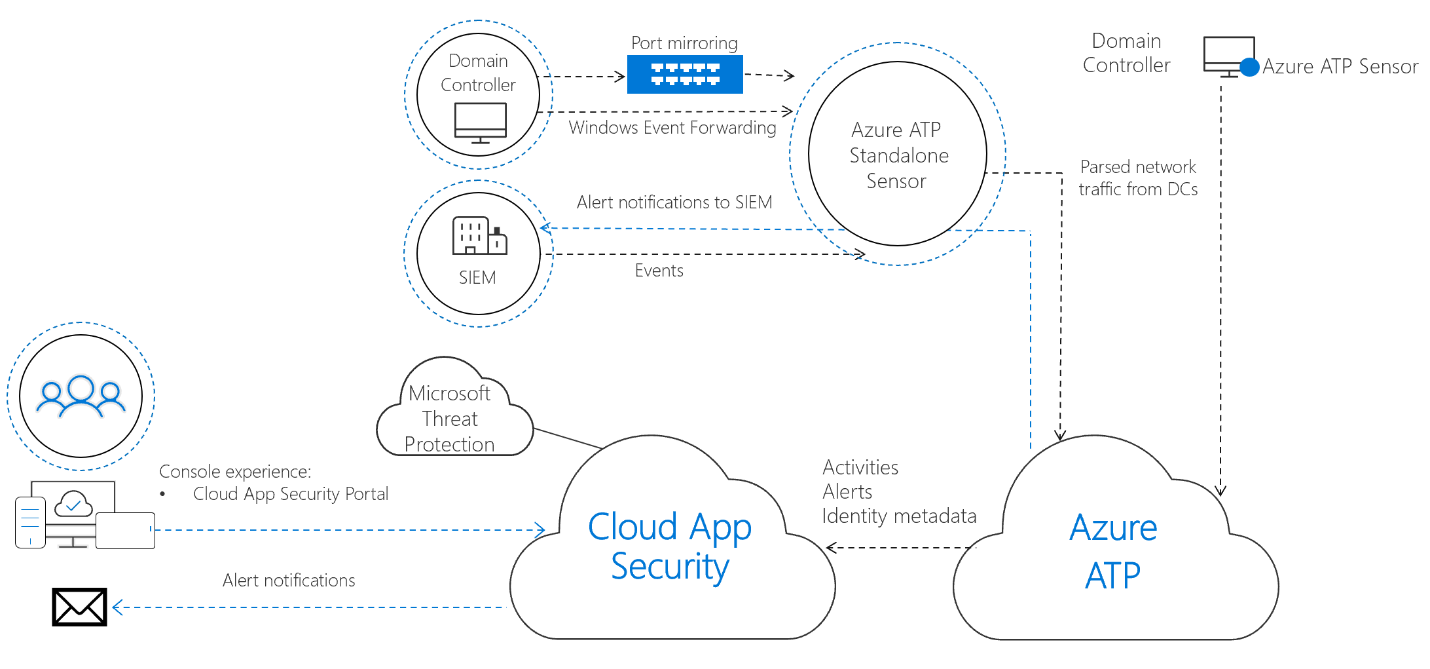 Port mirroring
Domain
Controller
Windows Event Forwarding
Azure ATP
Standalone
Sensor
Domain
Controller
Azure ATP Sensor
Parsed network
traffic from DCs
Alert notifications to SIEM
SIEM
Events
Microsoft
Threat
Protection
Console experience:
• Cloud App Security Portal
Activities
Alerts
Identity metadata
Cloud App
Security
Azure
ATP
Alert notifications